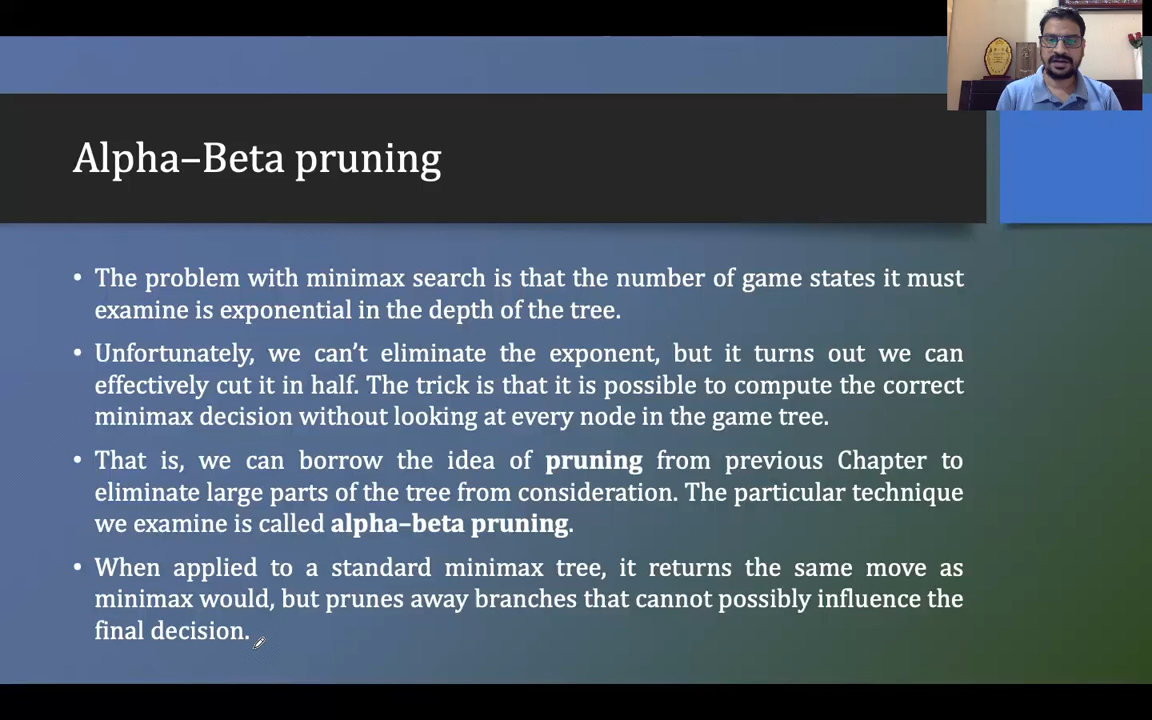 Alpha–Beta pruning
• The problem with minimax search is that the number of game states it must
examine is exponential in the depth of the tree.
• Unfortunately, we can’t eliminate the exponent, but it turns out we can
effectively cut it in half. The trick is that it is possible to compute the correct
minimax decision without looking at every node in the game tree.
• That is, we can borrow the idea of pruning from previous Chapter to
eliminate large parts of the tree from consideration. The particular technique
we examine is called alpha–beta pruning.
• When applied to a standard minimax tree, it returns the same move as
minimax would, but prunes away branches that cannot possibly influence the
final decision.